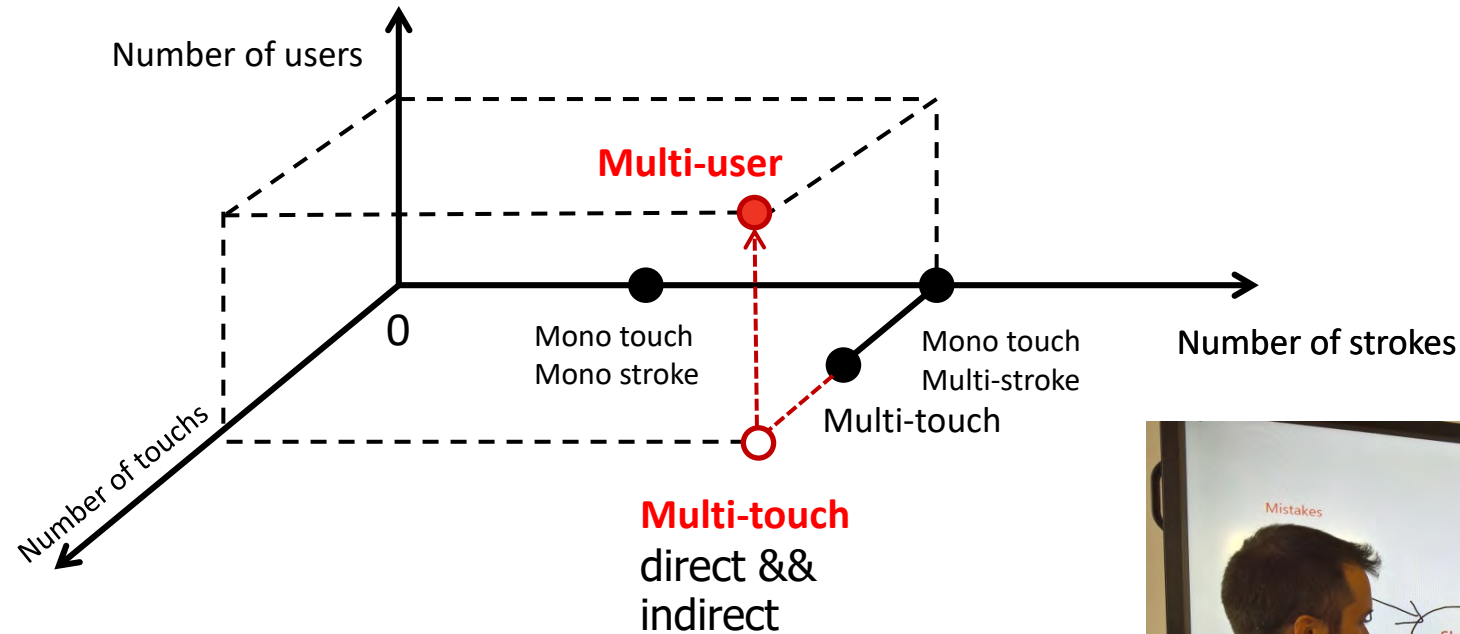 Number of users
Multi-user
0
Mono touch
Mono stroke
Mono touch
Multi-stroke
Number of strokes
Multi-touch
Number of touchs
Multi-touch
direct &&
indirect
Mistakes